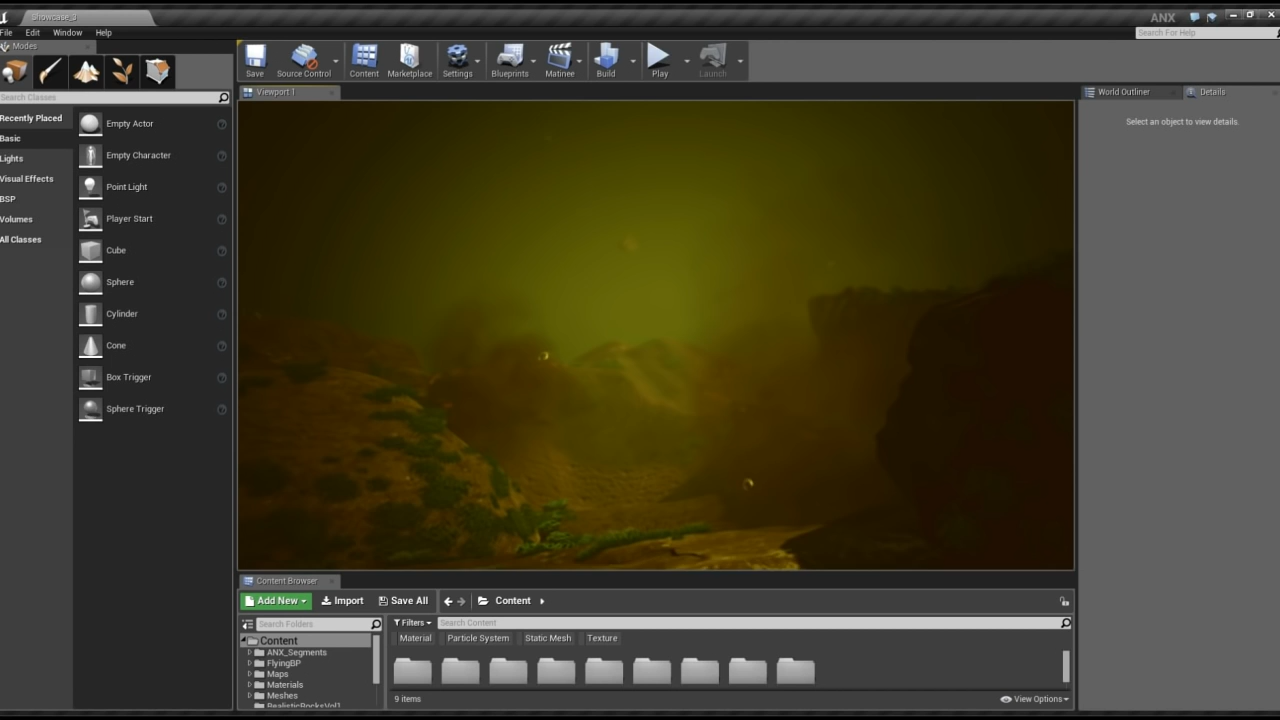 Showcase_3
ANX
File Edit Window Help
Search For Help
Modes
Search Classes
Recently Placed
Basic
Lights
Visual Effects
BSP
Volumes
All Classes
Empty Actor
Empty Character
Point Light
Player Start
Cube
Sphere
Cylinder
Cone
Box Trigger
Sphere Trigger
Save
Source Control
Content
Marketplace
Settings
Blueprints
Matinee
Build
Play
Launch
Viewport 1
World Outliner
Details
Select an object to view details.
Content Browser
Add New
Import
Save All
Content
Search Folders
Filters
Search Content
Content
ANX_Segments
FlyingBP
Maps
Materials
Meshes
RealisticRocksVol1
Material
Particle System
Static Mesh
Texture
9 items
View Options